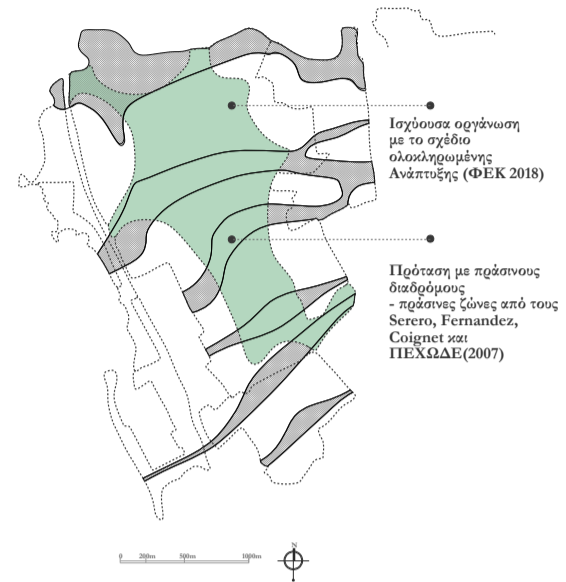 Ισχύουσα οργάνωση
με το σχέδιο
ολοκληρωμένης
Ανάπτυξης (ΦΕΚ 2018)
Πρόταση με πράσινους
διαδρόμους
- πράσινες ζώνες από τους
Serero, Fernandez,
Coignet και
ΠΕΧΩΔΕ(2007)
0 200m 500m 1000m
N